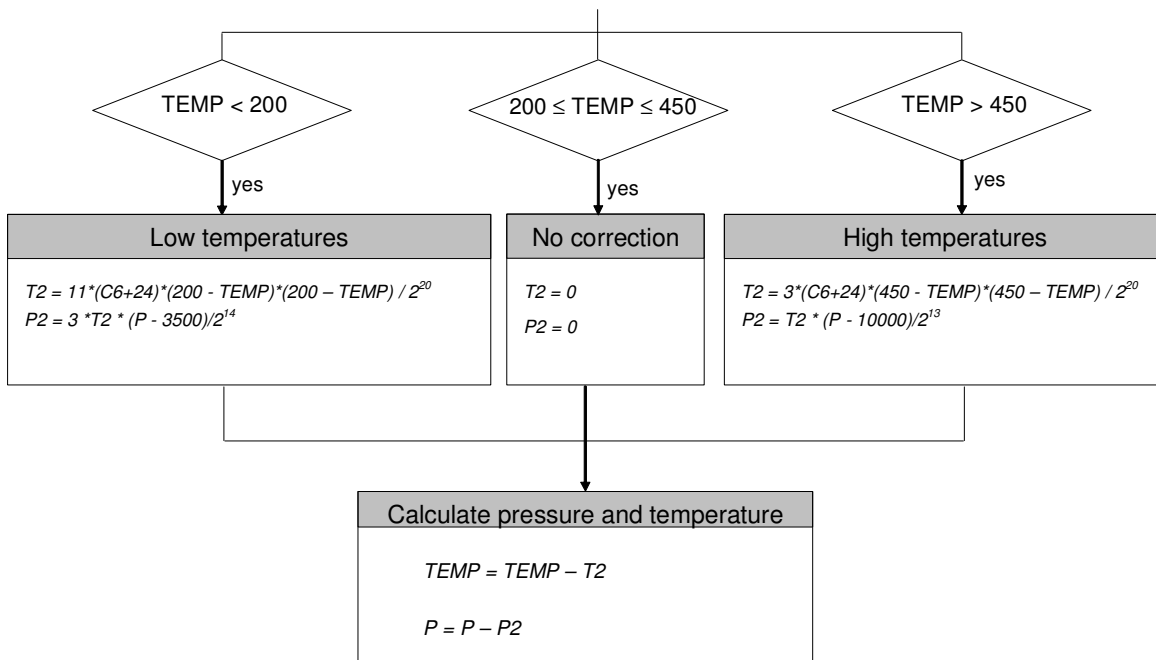 TEMP < 200
200 ≤ TEMP ≤ 450
TEMP > 450
yes
yes
yes
Low temperatures
T2 = 11*(C6+24)*(200 - TEMP)*(200 – TEMP) / 2^20
P2 = 3 *T2 * (P - 3500)/2^14
No correction
T2 = 0
P2 = 0
High temperatures
T2 = 3*(C6+24)*(450 - TEMP)*(450 – TEMP) / 2^20
P2 = T2 * (P - 10000)/2^13
Calculate pressure and temperature
TEMP = TEMP – T2
P = P – P2